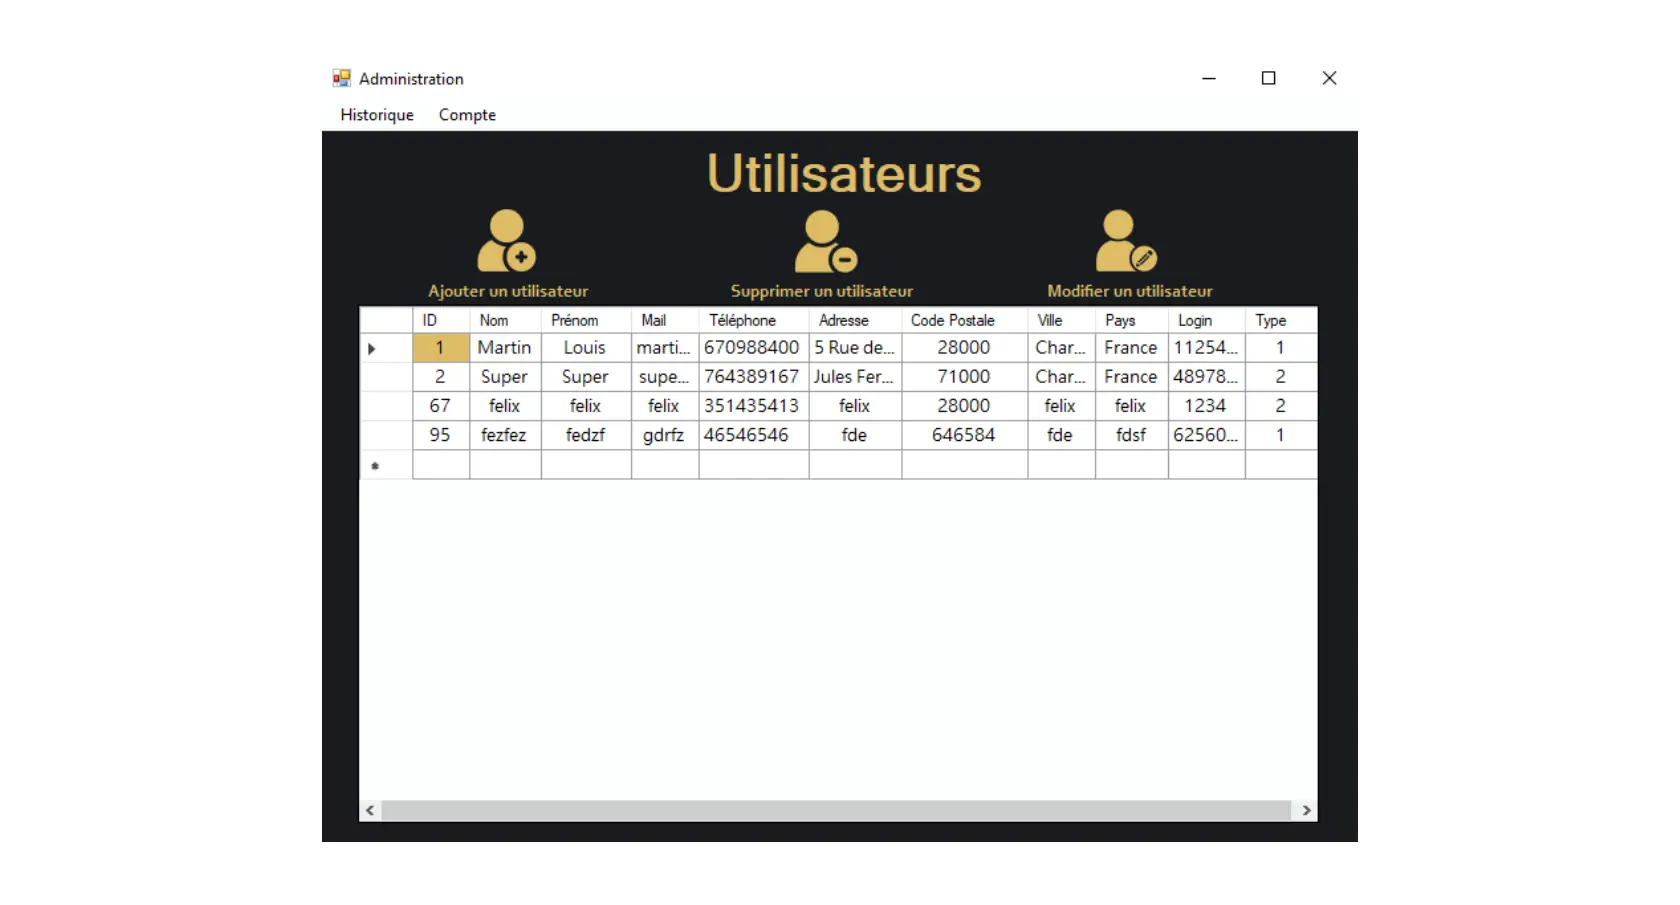 Administration
Historique Compte
Utilisateurs
Ajouter un utilisateur Supprimer un utilisateur Modifier un utilisateur
ID Nom Prénom Mail Téléphone Adresse Code Postale Ville Pays Login Type
1 Martin Louis marti... 670988400 5 Rue de... 28000 Char... France 11254... 1
2 Super Super supe... 764389167 Jules Fer... 71000 Char... France 48978... 2
67 felix felix felix 351435413 felix 28000 felix felix 1234 2
95 fezfez fedzf gdrfz 46546546 fde 646584 fde fdsf 62560... 1